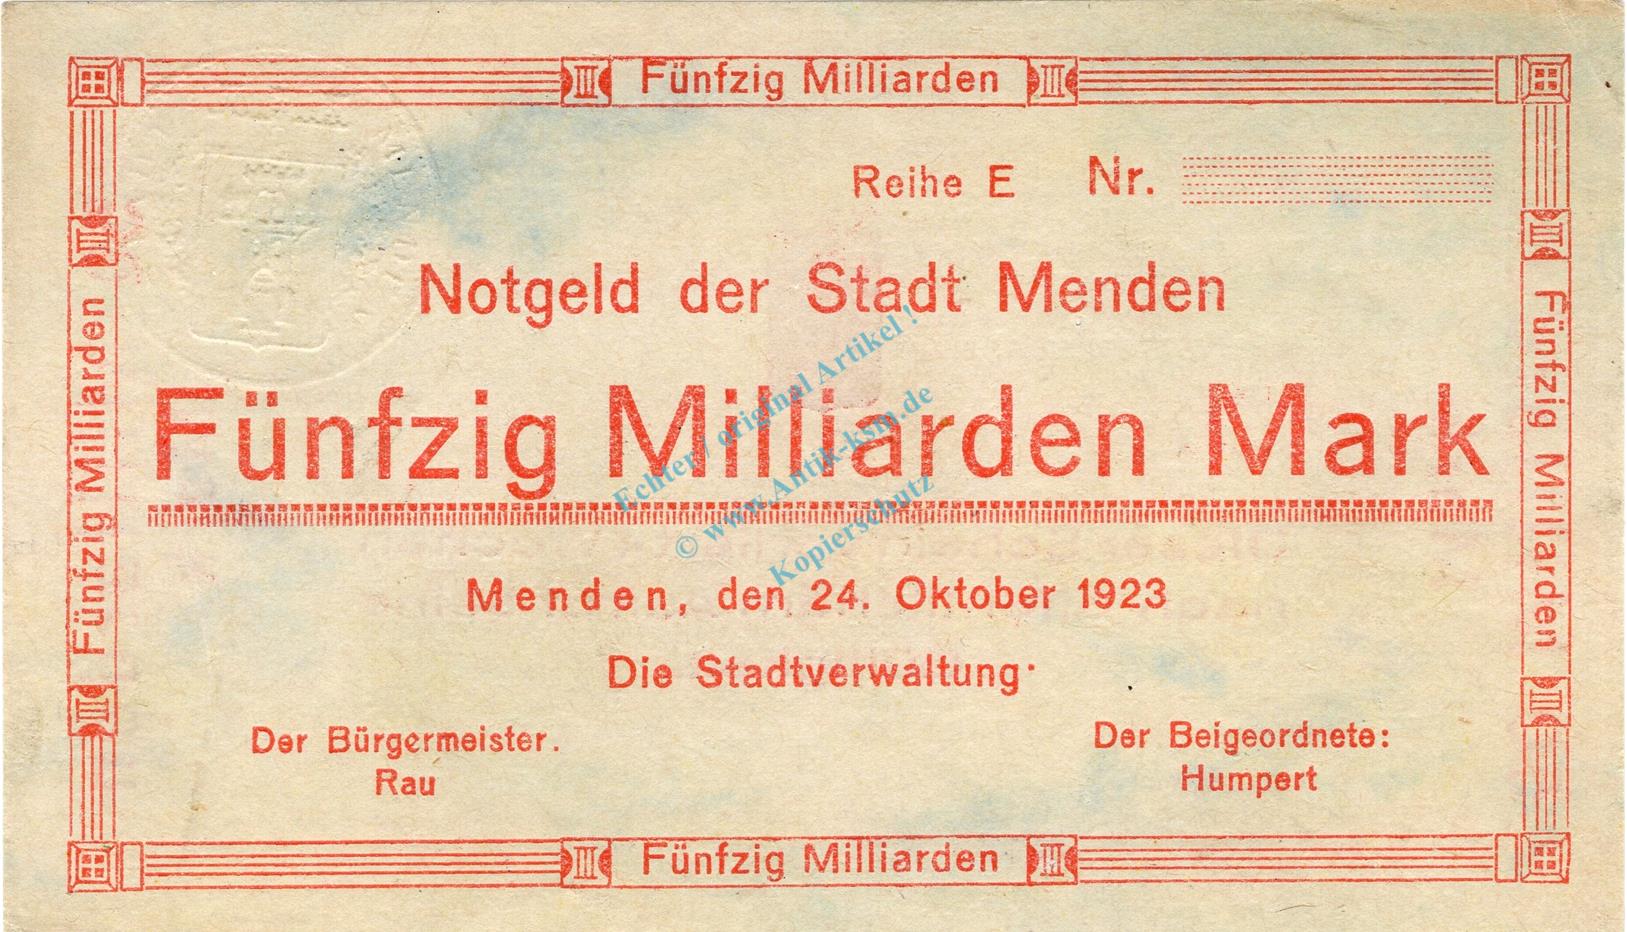 Fünfzig Milliarden
Reihe E Nr.
Notgeld der Stadt Menden
Fünfzig Milliarden Mark
Menden, den 24. Oktober 1923
Die Stadtverwaltung·
Der Bürgermeister.
Rau
Der Beigeordnete:
Humpert
Fünfzig Milliarden
Fünfzig Milliarden
Fünfzig Milliarden
Echter / original Artikel !
© www.Antik-ksm.de
Kopierschutz